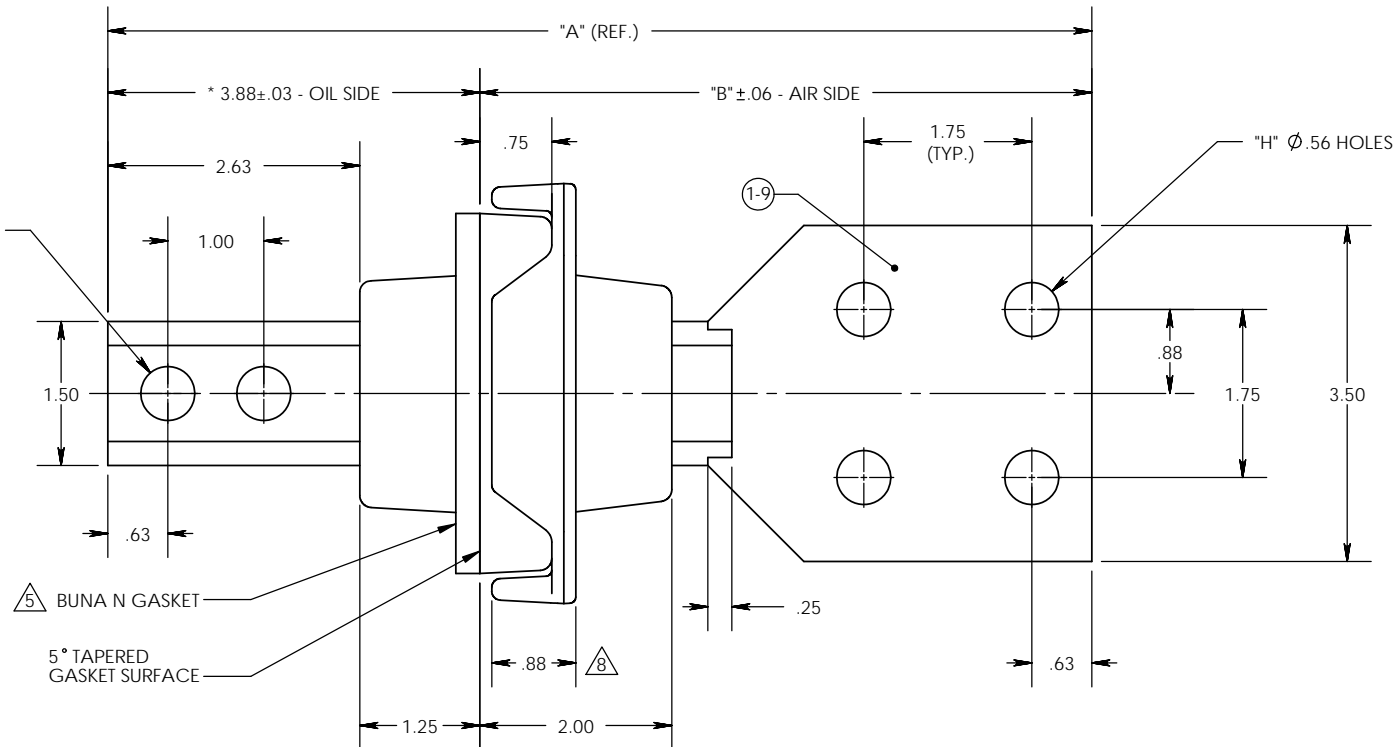 "A" (REF.)
* 3.88±.03 - OIL SIDE
"B"±.06 - AIR SIDE
.75
1.75
(TYP.)
"H" Ø.56 HOLES
2.63
1-9
1.00
.88
1.50
1.75
3.50
.63
5 BUNA N GASKET
.25
5° TAPERED
GASKET SURFACE
.88 8
.63
1.25
2.00